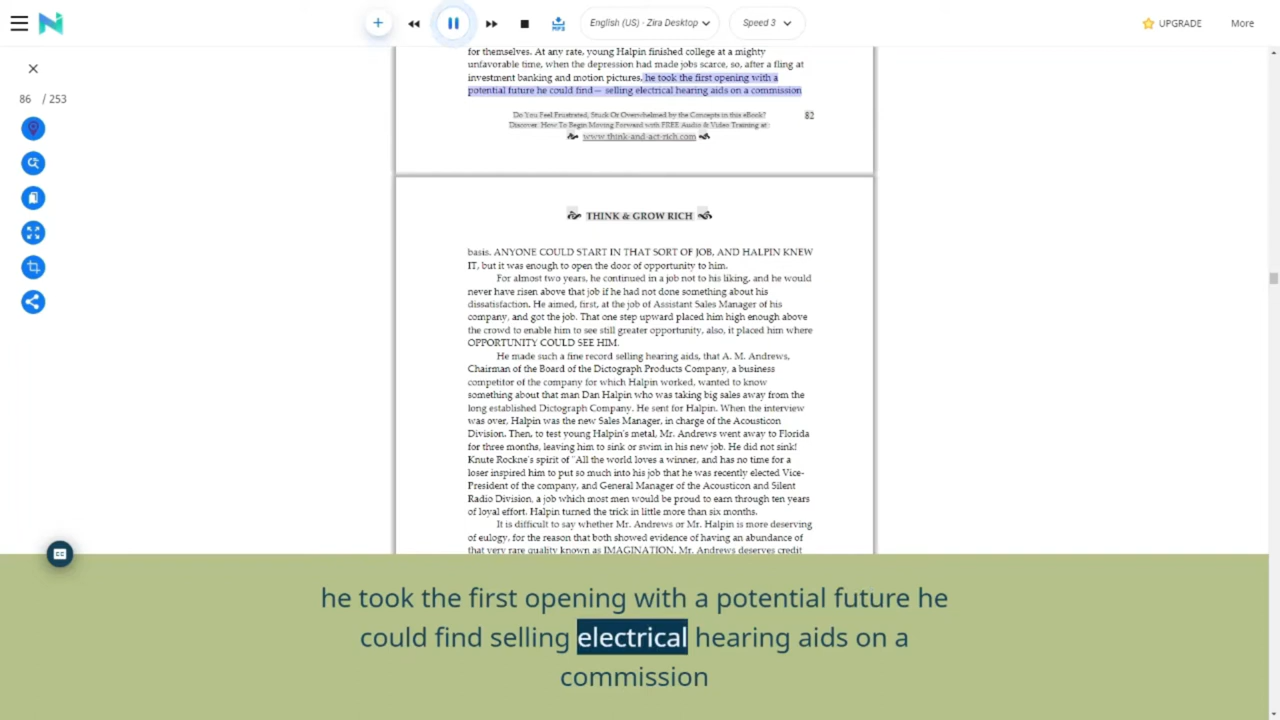 English (US) - Zira Desktop
Speed 3
UPGRADE
More
86 / 253
for themselves. At any rate, young Halpin finished college at a mighty
unfavorable time, when the depression had made jobs scarce, so, after a fling at
investment banking and motion pictures, he took the first opening with a
potential future he could find— selling electrical hearing aids on a commission
Do You Feel Frustrated, Stuck Or Overwhelmed by the Concepts in this eBook?
82
Discover How To Begin Moving Forward with FREE Audio & Video Training at
www.think-and-act-rich.com
THINK & GROW RICH
basis. ANYONE COULD START IN THAT SORT OF JOB, AND HALPIN KNEW
IT, but it was enough to open the door of opportunity to him.
For almost two years, he continued in a job not to his liking, and he would
never have risen above that job if he had not done something about his
dissatisfaction. He aimed, first, at the job of Assistant Sales Manager of his
company, and got the job. That one step upward placed him high enough above
the crowd to enable him to see still greater opportunity, also, it placed him where
OPPORTUNITY COULD SEE HIM.
He made such a fine record selling hearing aids, that A. M. Andrews,
Chairman of the Board of the Dictograph Products Company, a business
competitor of the company for which Halpin worked, wanted to know
something about that man Dan Halpin who was taking big sales away from the
long established Dictograph Company. He sent for Halpin. When the interview
was over, Halpin was the new Sales Manager, in charge of the Acousticon
Division. Then, to test young Halpin's metal, Mr. Andrews went away to Florida
for three months, leaving him to sink or swim in his new job. He did not sink!
Knute Rockne's spirit of "All the world loves a winner, and has no time for a
loser inspired him to put so much into his job that he was recently elected Vice-
President of the company, and General Manager of the Acousticon and Silent
Radio Division, a job which most men would be proud to earn through ten years
of loyal effort. Halpin turned the trick in little more than six months.
It is difficult to say whether Mr. Andrews or Mr. Halpin is more deserving
of eulogy, for the reason that both showed evidence of having an abundance of
that very rare quality known as IMAGINATION. Mr. Andrews deserves credit
CC
he took the first opening with a potential future he
could find selling electrical hearing aids on a
commission